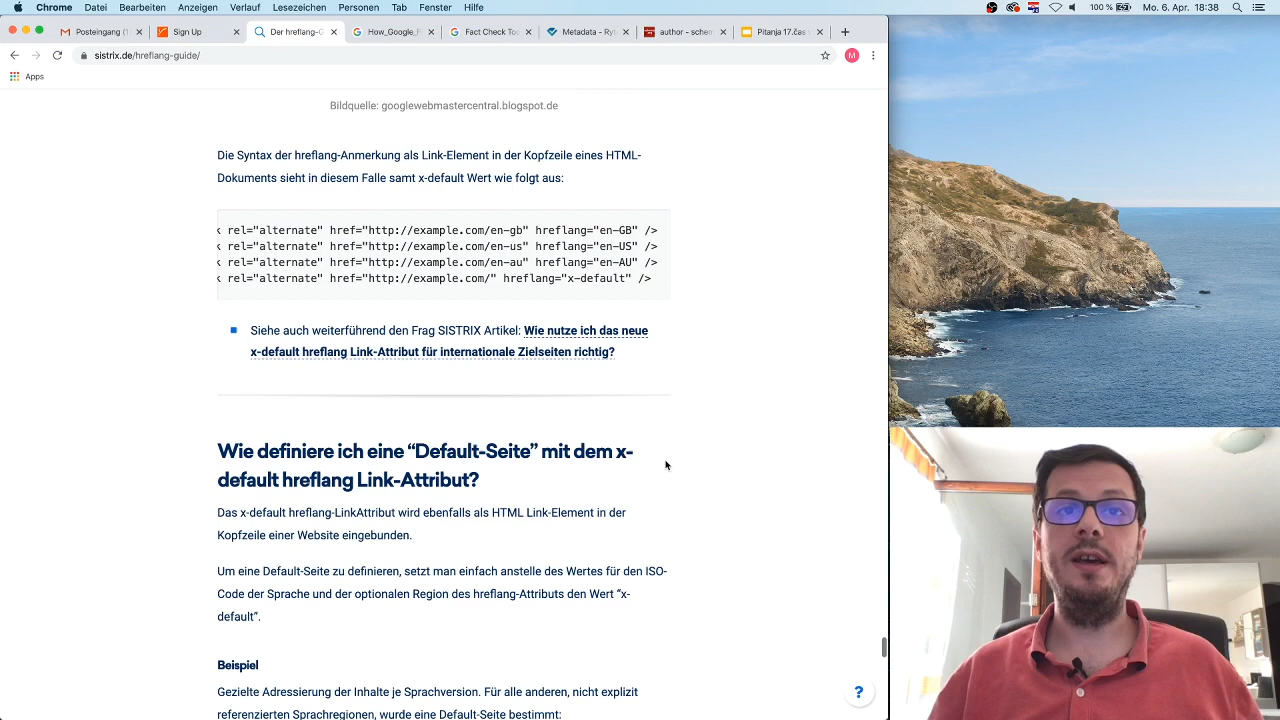 Chrome Datei Bearbeiten Anzeigen Verlauf Lesezeichen Personen Tab Fenster Hilfe 100 % Mo. 6. Apr. 18:38
Posteingang (1 Sign Up Der hreflang-G How_Google_F Fact Check Too Metadata – Ryt author - schem Pitanja 17.čas v
sistrix.de/hreflang-guide/ M
Apps
Bildquelle: googlewebmastercentral.blogspot.de
Die Syntax der hreflang-Anmerkung als Link-Element in der Kopfzeile eines HTML-
Dokuments sieht in diesem Falle samt x-default Wert wie folgt aus:
k rel="alternate" href="http://example.com/en-gb" hreflang="en-GB" />
k rel="alternate" href="http://example.com/en-us" hreflang="en-US" />
k rel="alternate" href="http://example.com/en-au" hreflang="en-AU" />
k rel="alternate" href="http://example.com/" hreflang="x-default" />
Siehe auch weiterführend den Frag SISTRIX Artikel: Wie nutze ich das neue
x-default hreflang Link-Attribut für internationale Zielseiten richtig?
Wie definiere ich eine “Default-Seite” mit dem x-
default hreflang Link-Attribut?
Das x-default hreflang-LinkAttribut wird ebenfalls als HTML Link-Element in der
Kopfzeile einer Website eingebunden.
Um eine Default-Seite zu definieren, setzt man einfach anstelle des Wertes für den ISO-
Code der Sprache und der optionalen Region des hreflang-Attributs den Wert “x-
default”.
Beispiel
Gezielte Adressierung der Inhalte je Sprachversion. Für alle anderen, nicht explizit
referenzierten Sprachregionen, wurde eine Default-Seite bestimmt:
?